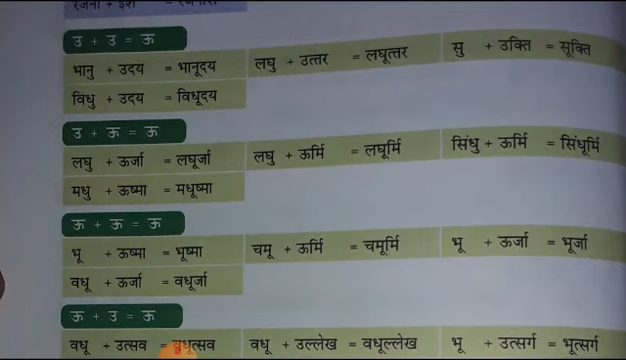 उ + उ = ऊ
भानु + उदय = भानूदय लघु + उत्तर = लघूत्तर सु + उक्ति = सूक्ति
विधु + उदय = विधूदय
उ + ऊ = ऊ
लघु + ऊर्जा = लघूर्जा लघु + ऊर्मि = लघूर्मि सिंधु + ऊर्मि = सिंधूर्मि
मधु + ऊष्मा = मधूष्मा
ऊ + ऊ = ऊ
भू + ऊष्मा = भूष्मा चमू + ऊर्मि = चमूर्मि भू + ऊर्जा = भूर्जा
वधू + ऊर्जा = वधूर्जा
ऊ + उ = ऊ
वधू + उत्सव = वधूत्सव वधू + उल्लेख = वधूल्लेख भू + उत्सर्ग = भूत्सर्ग